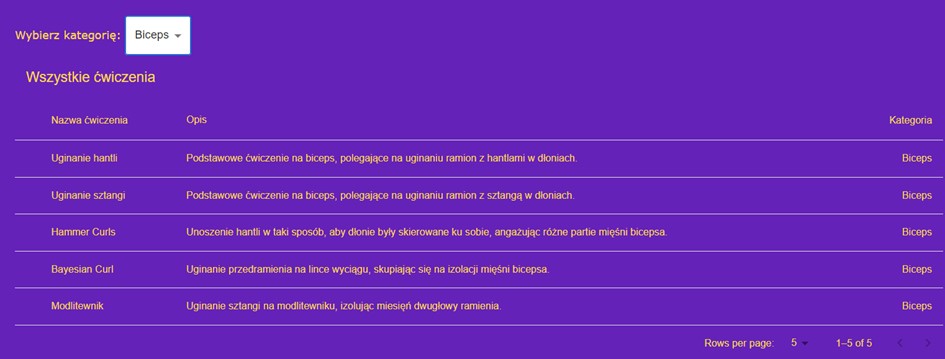 Wybierz kategorię: Biceps
Wszystkie ćwiczenia
Nazwa ćwiczenia Opis Kategoria
Uginanie hantli Podstawowe ćwiczenie na biceps, polegające na uginaniu ramion z hantlami w dłoniach. Biceps
Uginanie sztangi Podstawowe ćwiczenie na biceps, polegające na uginaniu ramion z sztangą w dłoniach. Biceps
Hammer Curls Unoszenie hantli w taki sposób, aby dłonie były skierowane ku sobie, angażując różne partie mięśni bicepsa. Biceps
Bayesian Curl Uginanie przedramienia na lince wyciągu, skupiając się na izolacji mięśni bicepsa. Biceps
Modlitewnik Uginanie sztangi na modlitewniku, izolując miesięń dwugłowy ramienia. Biceps
Rows per page: 5 1–5 of 5